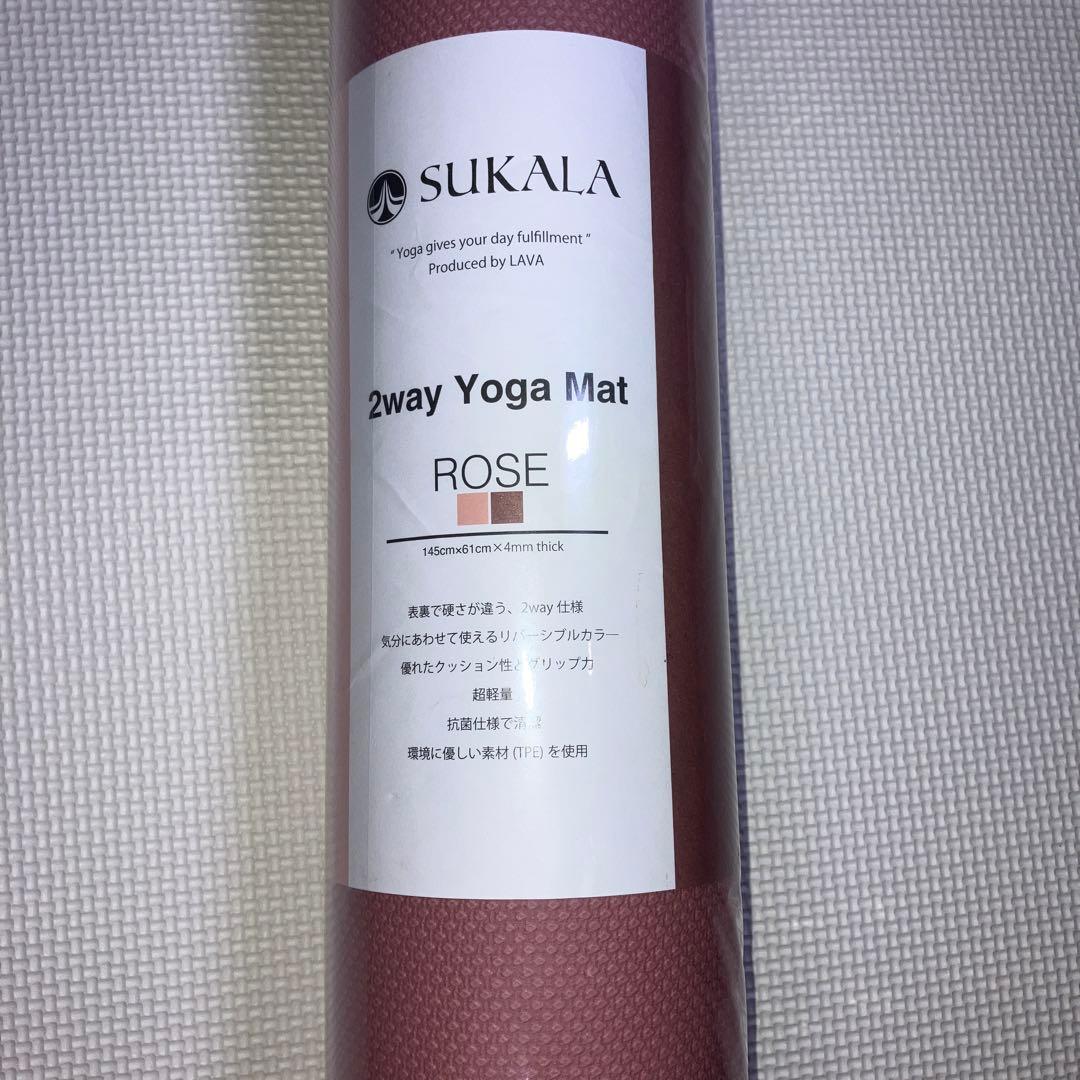 SUKALA
“ Yoga gives your day fulfillment ”
Produced by LAVA
2way Yoga Mat
ROSE
145cm×61cm×4mm thick
表裏で硬さが違う、2way 仕様
気分にあわせて使えるリバーシブルカラー
優れたクッション性とグリップ力
超軽量
抗菌仕様で清潔
環境に優しい素材 (TPE) を使用